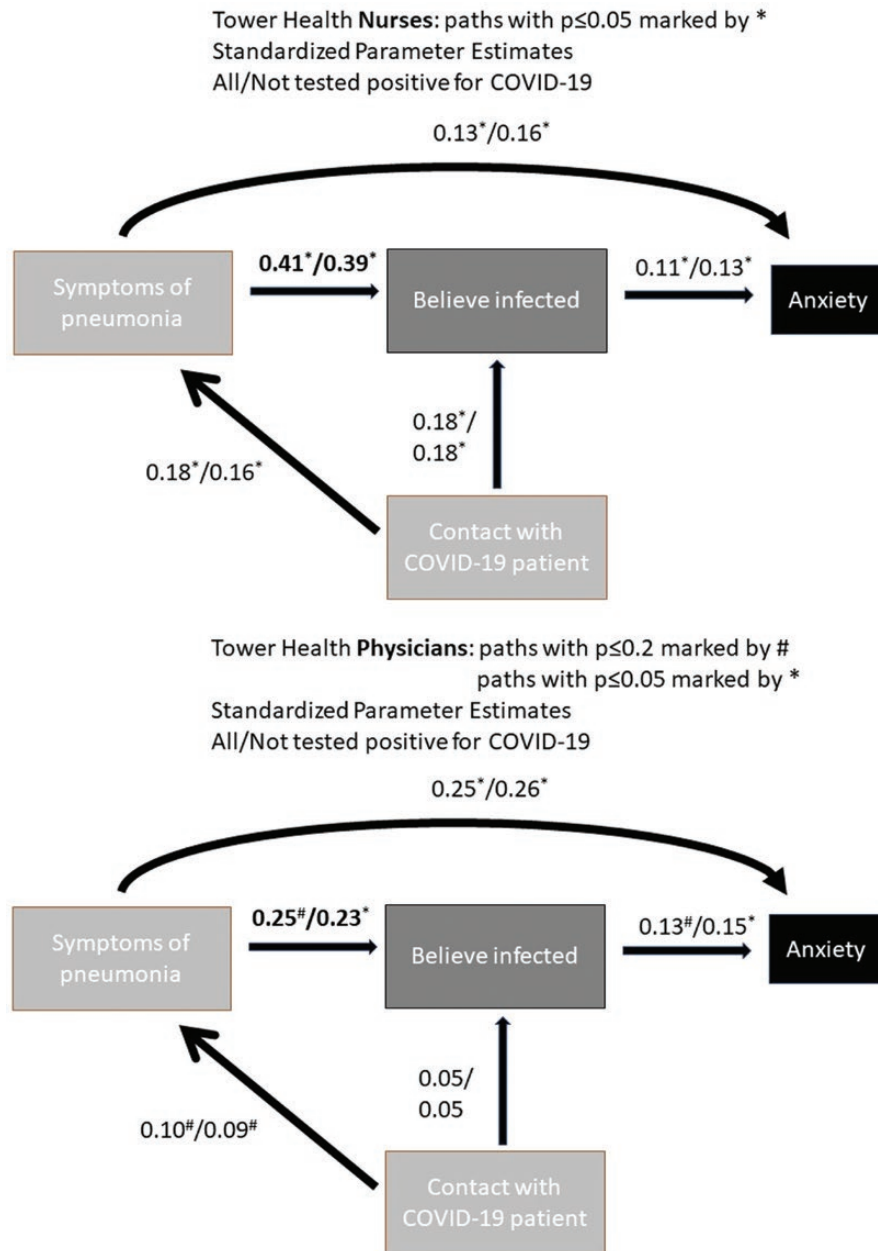 Tower Health Nurses: paths with p≤0.05 marked by *
Standardized Parameter Estimates
All/Not tested positive for COVID-19
0.13*/0.16*
Symptoms of
pneumonia
0.41*/0.39*
Believe infected
0.11*/0.13*
Anxiety
0.18*/
0.18*
0.18*/0.16*
Contact with
COVID-19 patient
Tower Health Physicians: paths with p≤0.2 marked by #
paths with p≤0.05 marked by *
Standardized Parameter Estimates
All/Not tested positive for COVID-19
0.25*/0.26*
Symptoms of
pneumonia
0.25#/0.23*
Believe infected
0.13#/0.15*
Anxiety
0.05/
0.05
0.10#/0.09#
Contact with
COVID-19 patient